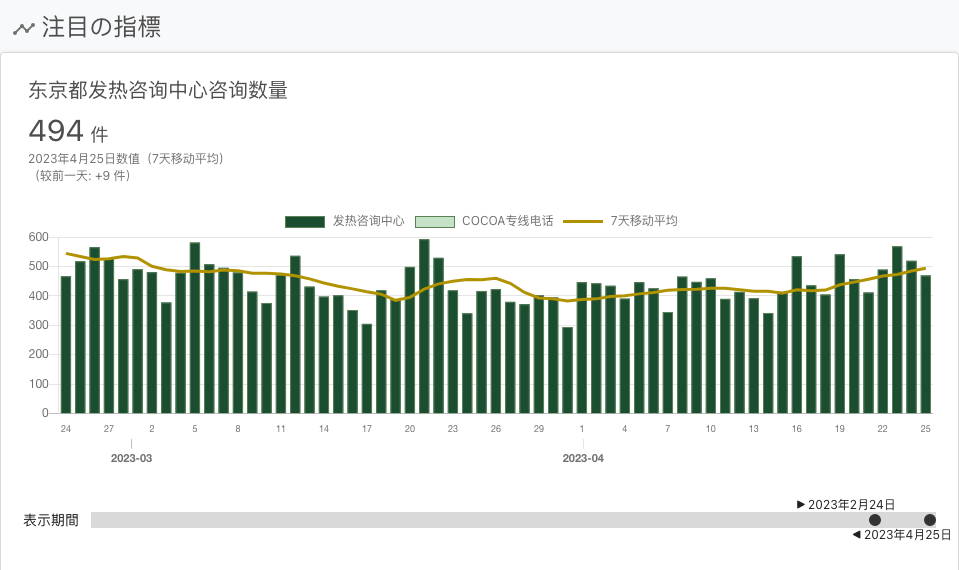 注目の指標
东京都发热咨询中心咨询数量
494 件
2023年4月25日数值（7天移动平均）
（较前一天: +9 件）
发热咨询中心 COCOA专线电话 7天移动平均
600
500
400
300
200
100
0
24 27 2 5 8 11 14 17 20 23 26 29 1 4 7 10 13 16 19 22 25
2023-03 2023-04
▶ 2023年2月24日
表示期間
◀ 2023年4月25日